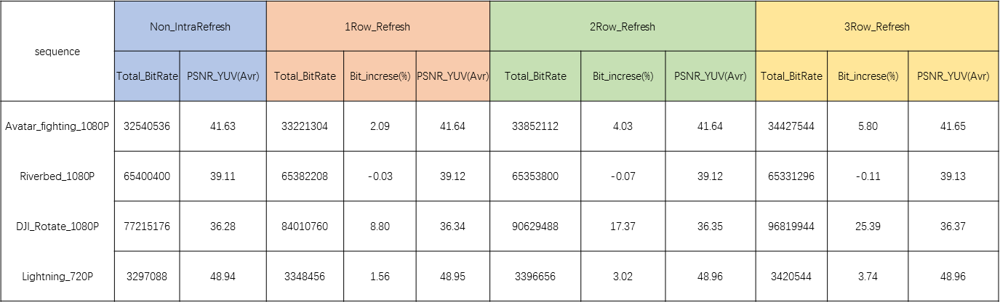 sequence Non_IntraRefresh 1Row_Refresh 2Row_Refresh 3Row_Refresh
Total_BitRate PSNR_YUV(Avr) Total_BitRate Bit_increse(%) PSNR_YUV(Avr) Total_BitRate Bit_increse(%) PSNR_YUV(Avr) Total_BitRate Bit_increse(%) PSNR_YUV(Avr)
Avatar_fighting_1080P 32540536 41.63 33221304 2.09 41.64 33852112 4.03 41.64 34427544 5.80 41.65
Riverbed_1080P 65400400 39.11 65382208 -0.03 39.12 65353800 -0.07 39.12 65331296 -0.11 39.13
DJI_Rotate_1080P 77215176 36.28 84010760 8.80 36.34 90629488 17.37 36.35 96819944 25.39 36.37
Lightning_720P 3297088 48.94 3348456 1.56 48.95 3396656 3.02 48.96 3420544 3.74 48.96